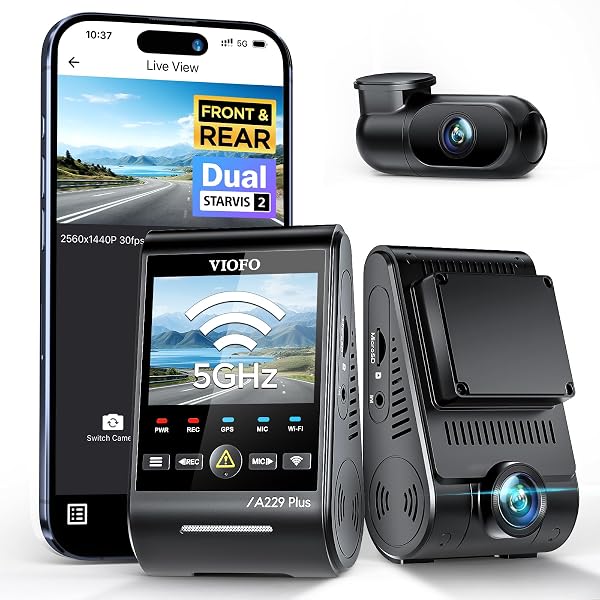 10:37
5G
Live View
FRONT &
REAR
Dual
STARVIS 2
2560x1440P 30fps
Switch Came
VIOFO
5GHz
PWR REC GPS MIC Wi-Fi
REC MIC
A229 Plus
MicroSD